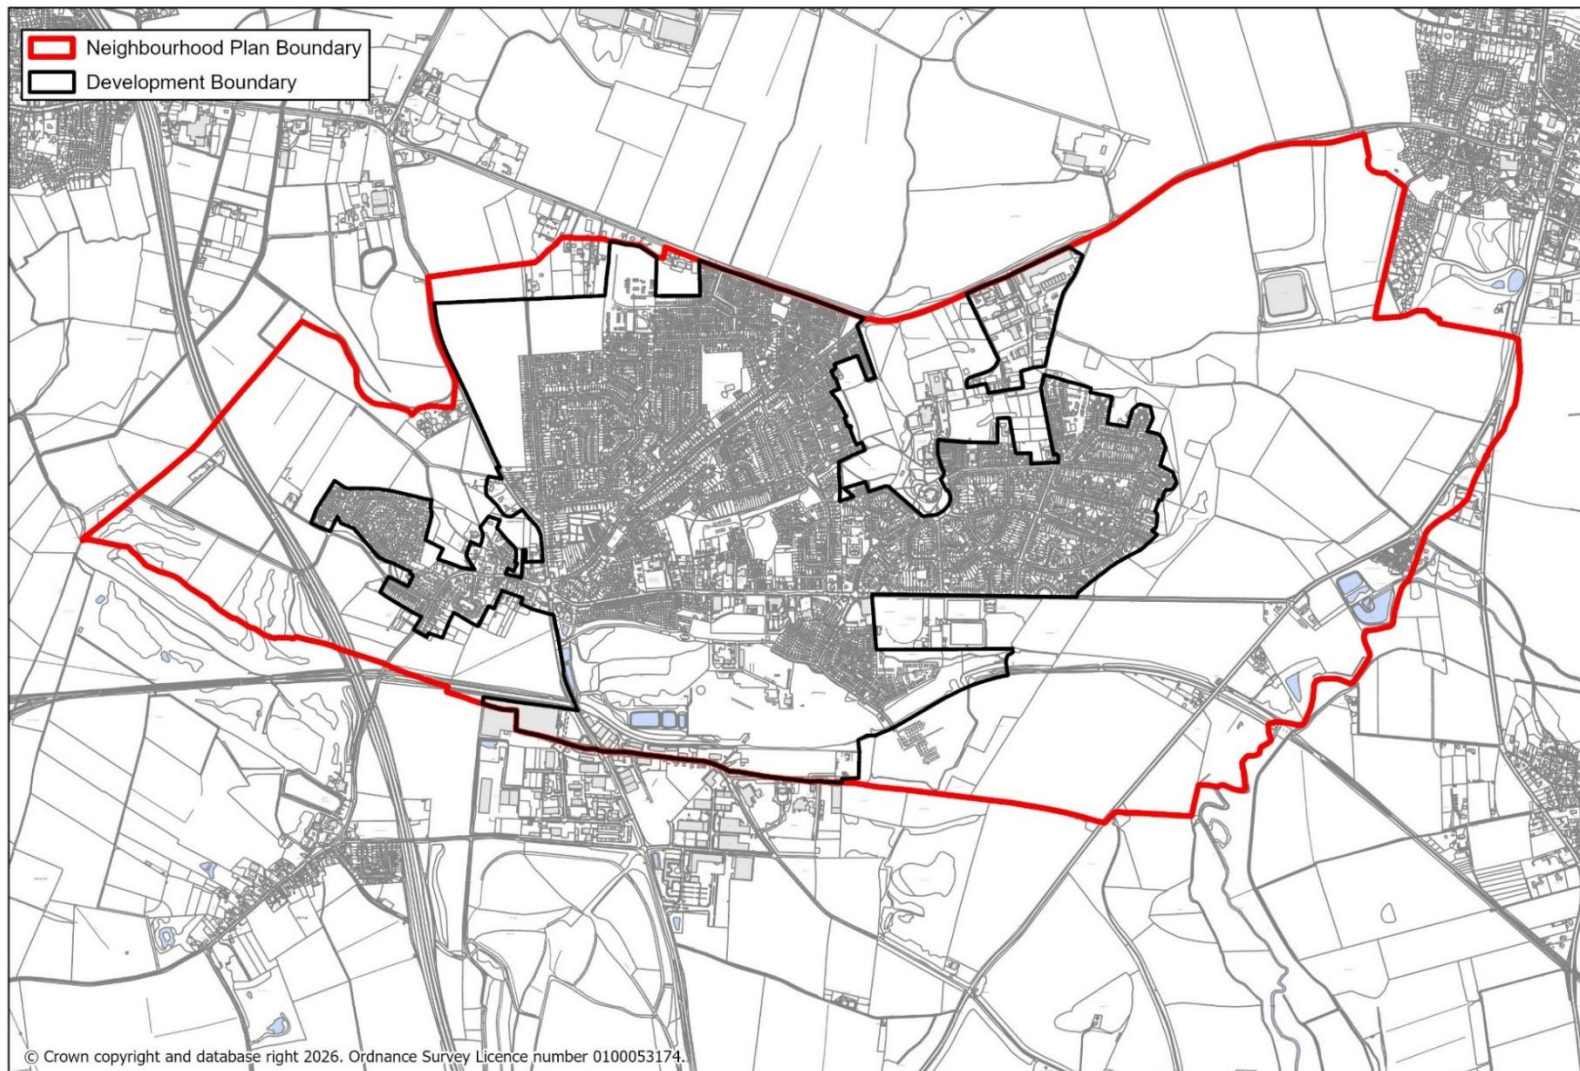 Neighbourhood Plan Boundary
Development Boundary
© Crown copyright and database right 2026. Ordnance Survey Licence number 0100053174.